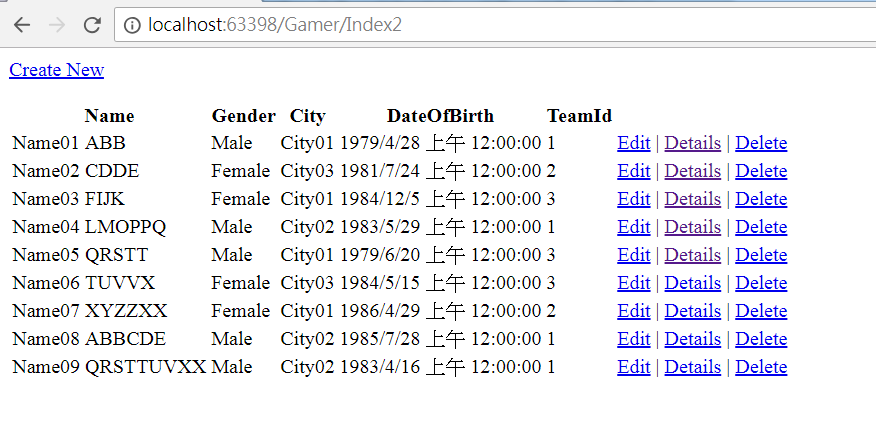 localhost:63398/Gamer/Index2
Create New
Name Gender City DateOfBirth TeamId
Name01 ABB Male City01 1979/4/28 上午 12:00:00 1 Edit | Details | Delete
Name02 CDDE Female City03 1981/7/24 上午 12:00:00 2 Edit | Details | Delete
Name03 FIJK Female City01 1984/12/5 上午 12:00:00 3 Edit | Details | Delete
Name04 LMOPPQ Male City02 1983/5/29 上午 12:00:00 1 Edit | Details | Delete
Name05 QRSTT Male City01 1979/6/20 上午 12:00:00 3 Edit | Details | Delete
Name06 TUVVX Female City03 1984/5/15 上午 12:00:00 3 Edit | Details | Delete
Name07 XYZZXX Female City01 1986/4/29 上午 12:00:00 2 Edit | Details | Delete
Name08 ABBCDE Male City02 1985/7/28 上午 12:00:00 1 Edit | Details | Delete
Name09 QRSTTUVXX Male City02 1983/4/16 上午 12:00:00 1 Edit | Details | Delete